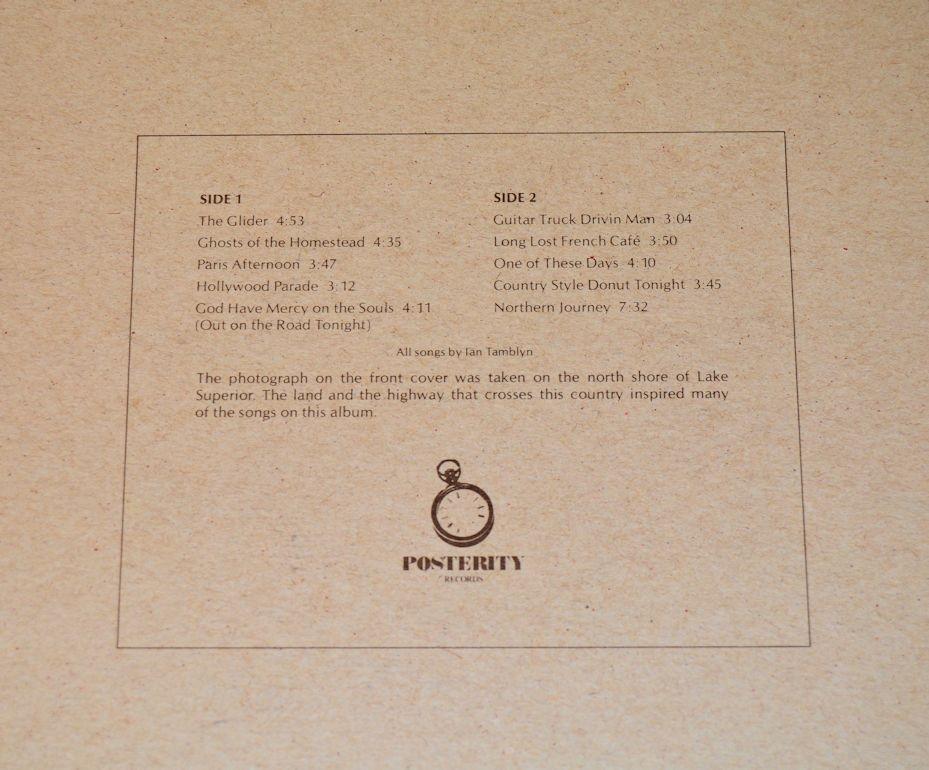 SIDE 1
The Glider 4:53
Ghosts of the Homestead 4:35
Paris Afternoon 3:47
Hollywood Parade 3:12
God Have Mercy on the Souls 4:11
(Out on the Road Tonight)
SIDE 2
Guitar Truck Drivin Man 3:04
Long Lost French Café 3:50
One of These Days 4:10
Country Style Donut Tonight 3:45
Northern Journey 7:32
All songs by Ian Tamblyn
The photograph on the front cover was taken on the north shore of Lake
Superior. The land and the highway that crosses this country inspired many
of the songs on this album.
POSTERITY
RECORDS